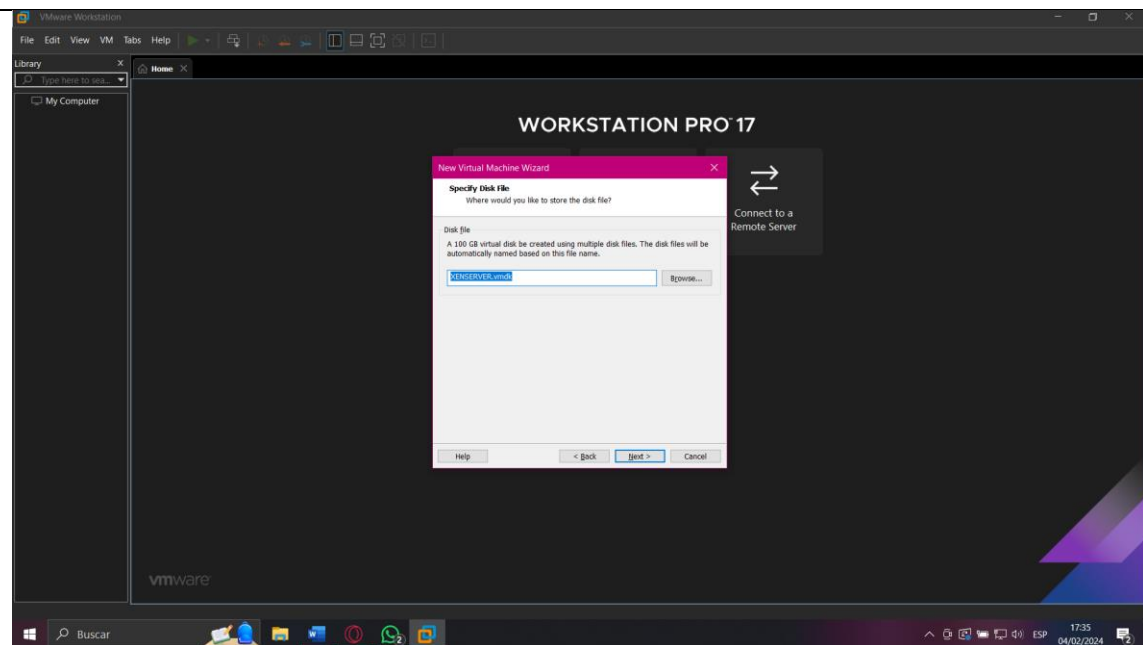 VMware Workstation
File Edit View VM Tabs Help
Library X
Type here to sea...
My Computer
Home
WORKSTATION PRO™ 17
New Virtual Machine Wizard
Specify Disk File
Where would you like to store the disk file?
Disk file
A 100 GB virtual disk be created using multiple disk files. The disk files will be
automatically named based on this file name.
XENSERVER.vmdk
Browse...
Help
< Back
Next >
Cancel
Connect to a
Remote Server
vmware
Buscar
2
ESP
17:35
04/02/2024
2